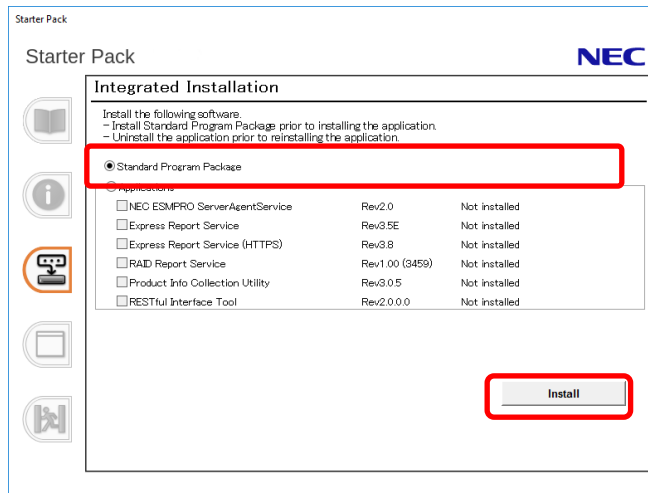 Starter Pack
Starter Pack NEC
Integrated Installation
Install the following software.
- Install Standard Program Package prior to installing the application.
- Uninstall the application prior to reinstalling the application.
Standard Program Package
Applications
NEC ESMPRO ServerAgentService Rev2.0 Not installed
Express Report Service Rev3.5E Not installed
Express Report Service (HTTPS) Rev3.8 Not installed
RAID Report Service Rev1.00 (3459) Not installed
Product Info Collection Utility Rev3.0.5 Not installed
RESTful Interface Tool Rev2.0.0.0 Not installed
Install